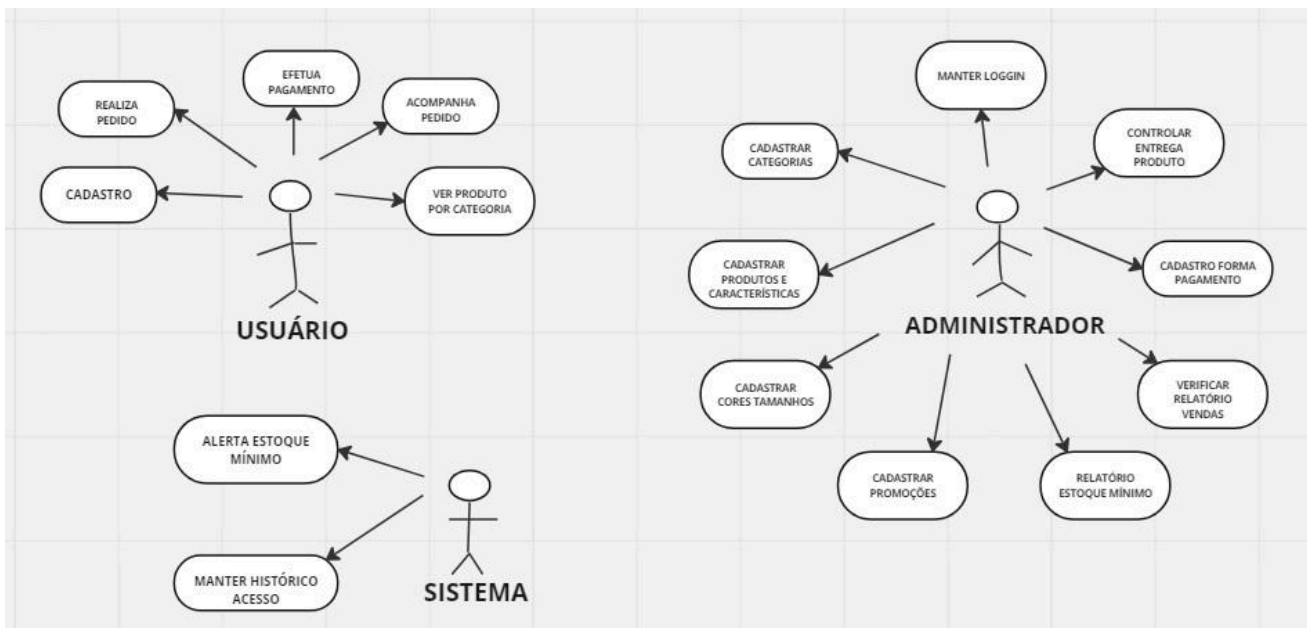 EFETUA
PAGAMENTO
REALIZA
PEDIDO
ACOMPANHA
PEDIDO
CADASTRO
VER PRODUTO
POR CATEGORIA
USUÁRIO
ALERTA ESTOQUE
MÍNIMO
MANTER HISTÓRICO
ACESSO
SISTEMA
MANTER LOGGIN
CADASTRAR
CATEGORIAS
CONTROLAR
ENTREGA
PRODUTO
CADASTRAR
PRODUTOS E
CARACTERÍSTICAS
CADASTRO FORMA
PAGAMENTO
ADMINISTRADOR
CADASTRAR
CORES TAMANHOS
VERIFICAR
RELATÓRIO
VENDAS
CADASTRAR
PROMOÇÕES
RELATÓRIO
ESTOQUE MÍNIMO